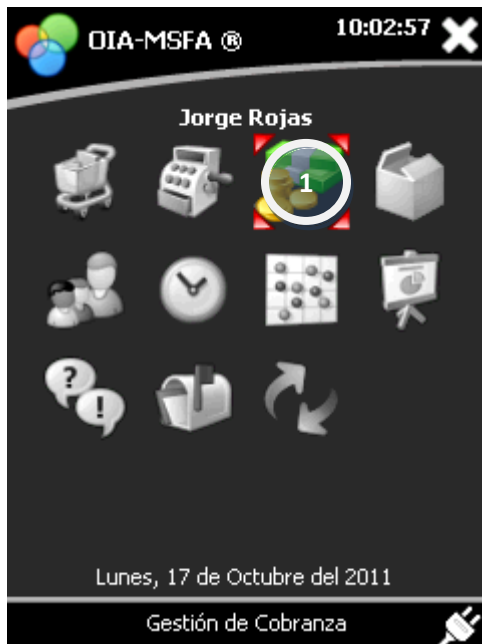 OIA-MSFA ®
10:02:57
Jorge Rojas
1
?
!
Lunes, 17 de Octubre del 2011
Gestión de Cobranza